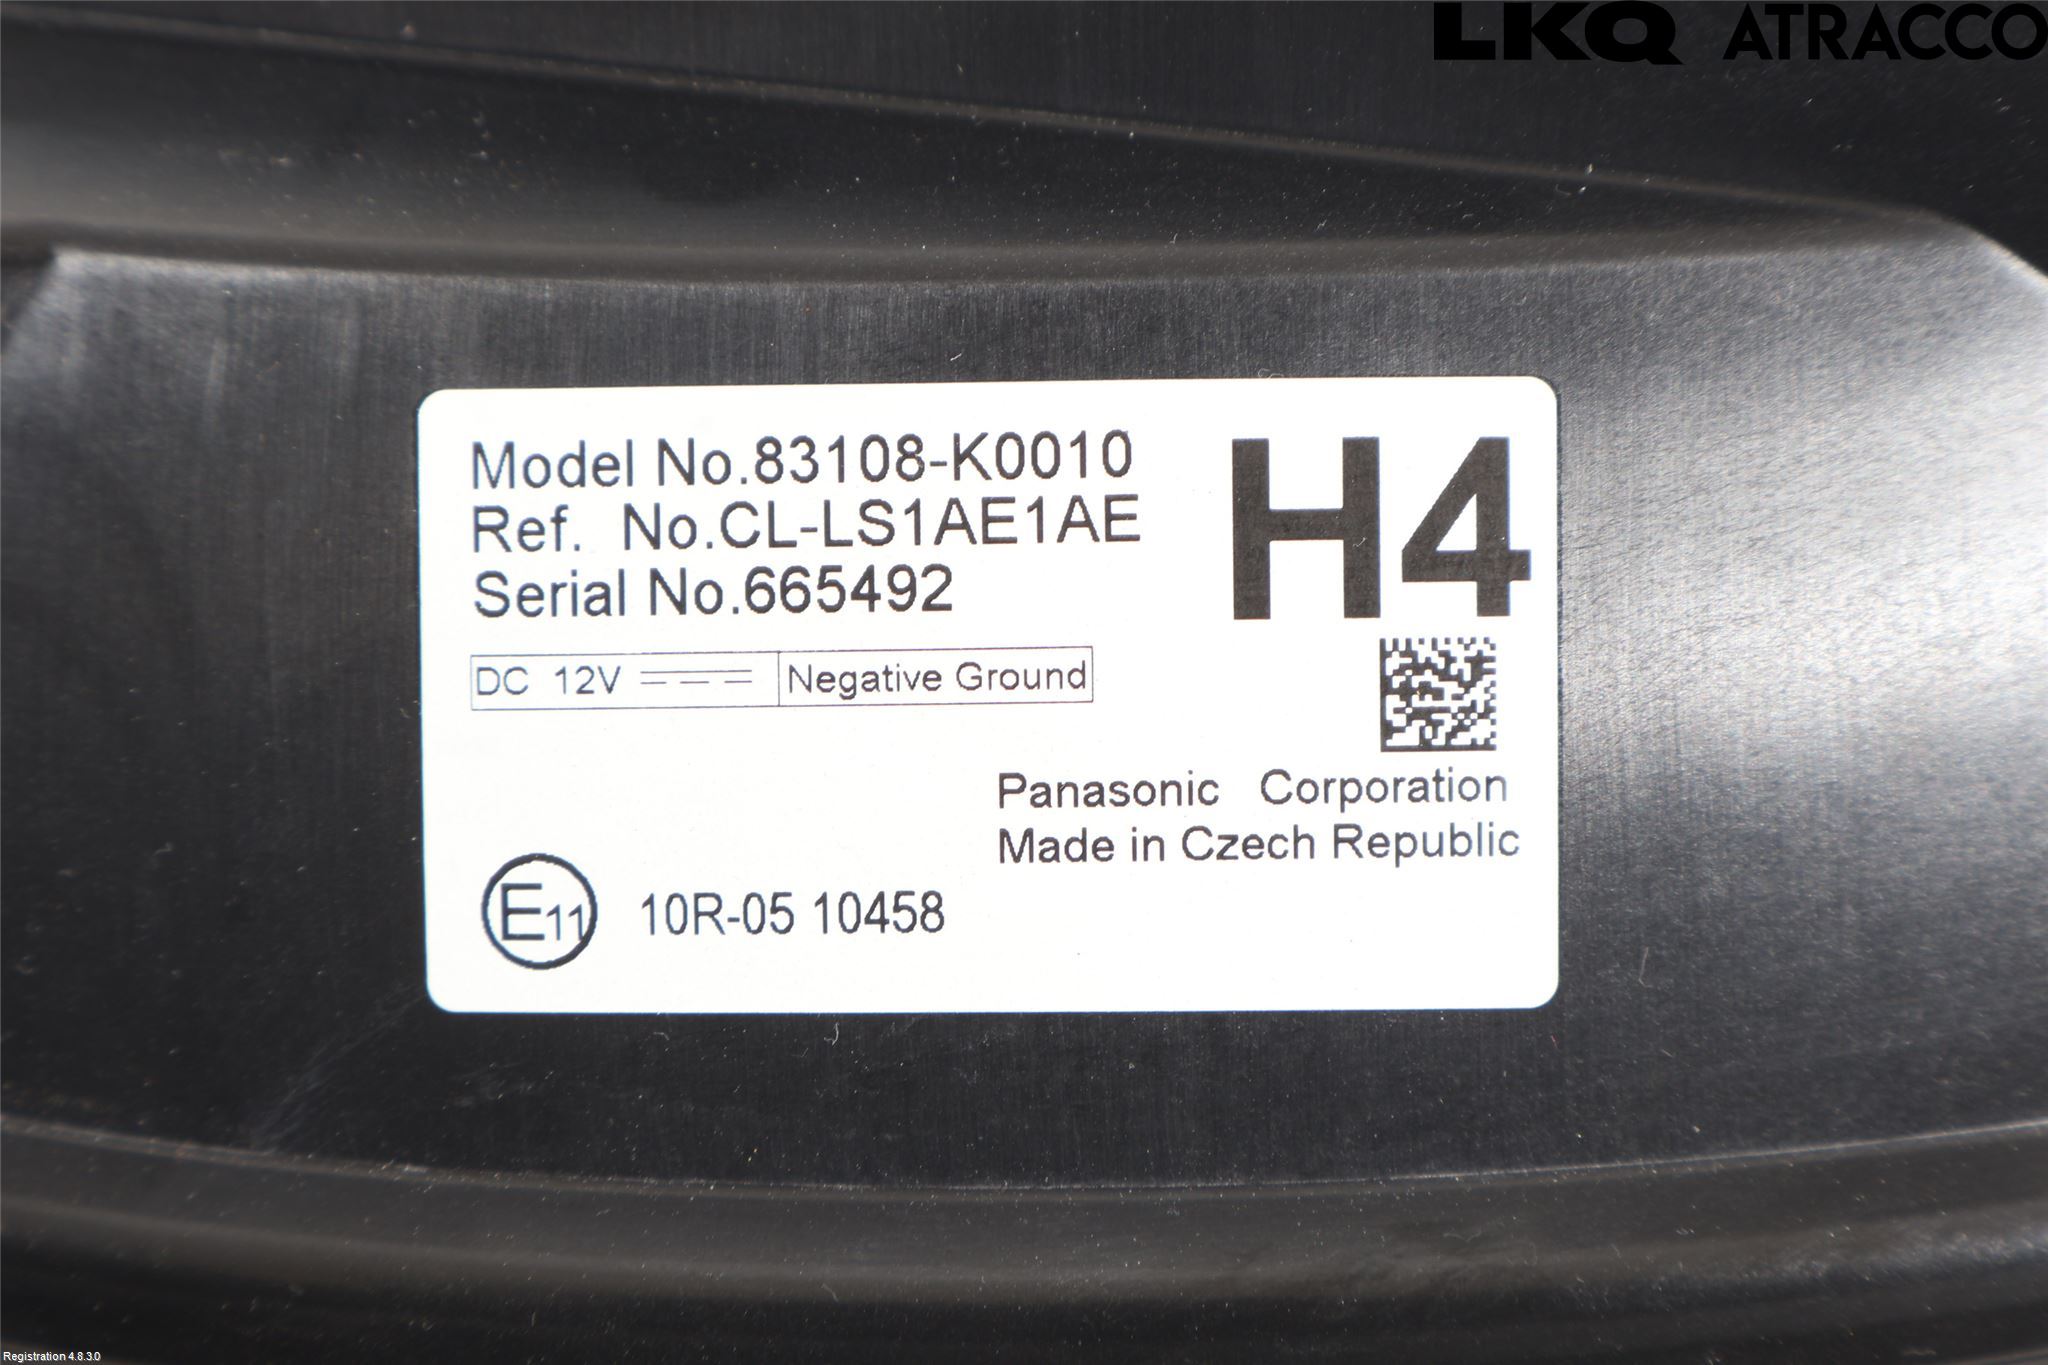 LKQ ATRACCO
Model No.83108-K0010
Ref. No.CL-LS1AE1AE
Serial No.665492
H4
DC 12V Negative Ground
Panasonic Corporation
Made in Czech Republic
E11 10R-05 10458
Registration 4.8.3.0